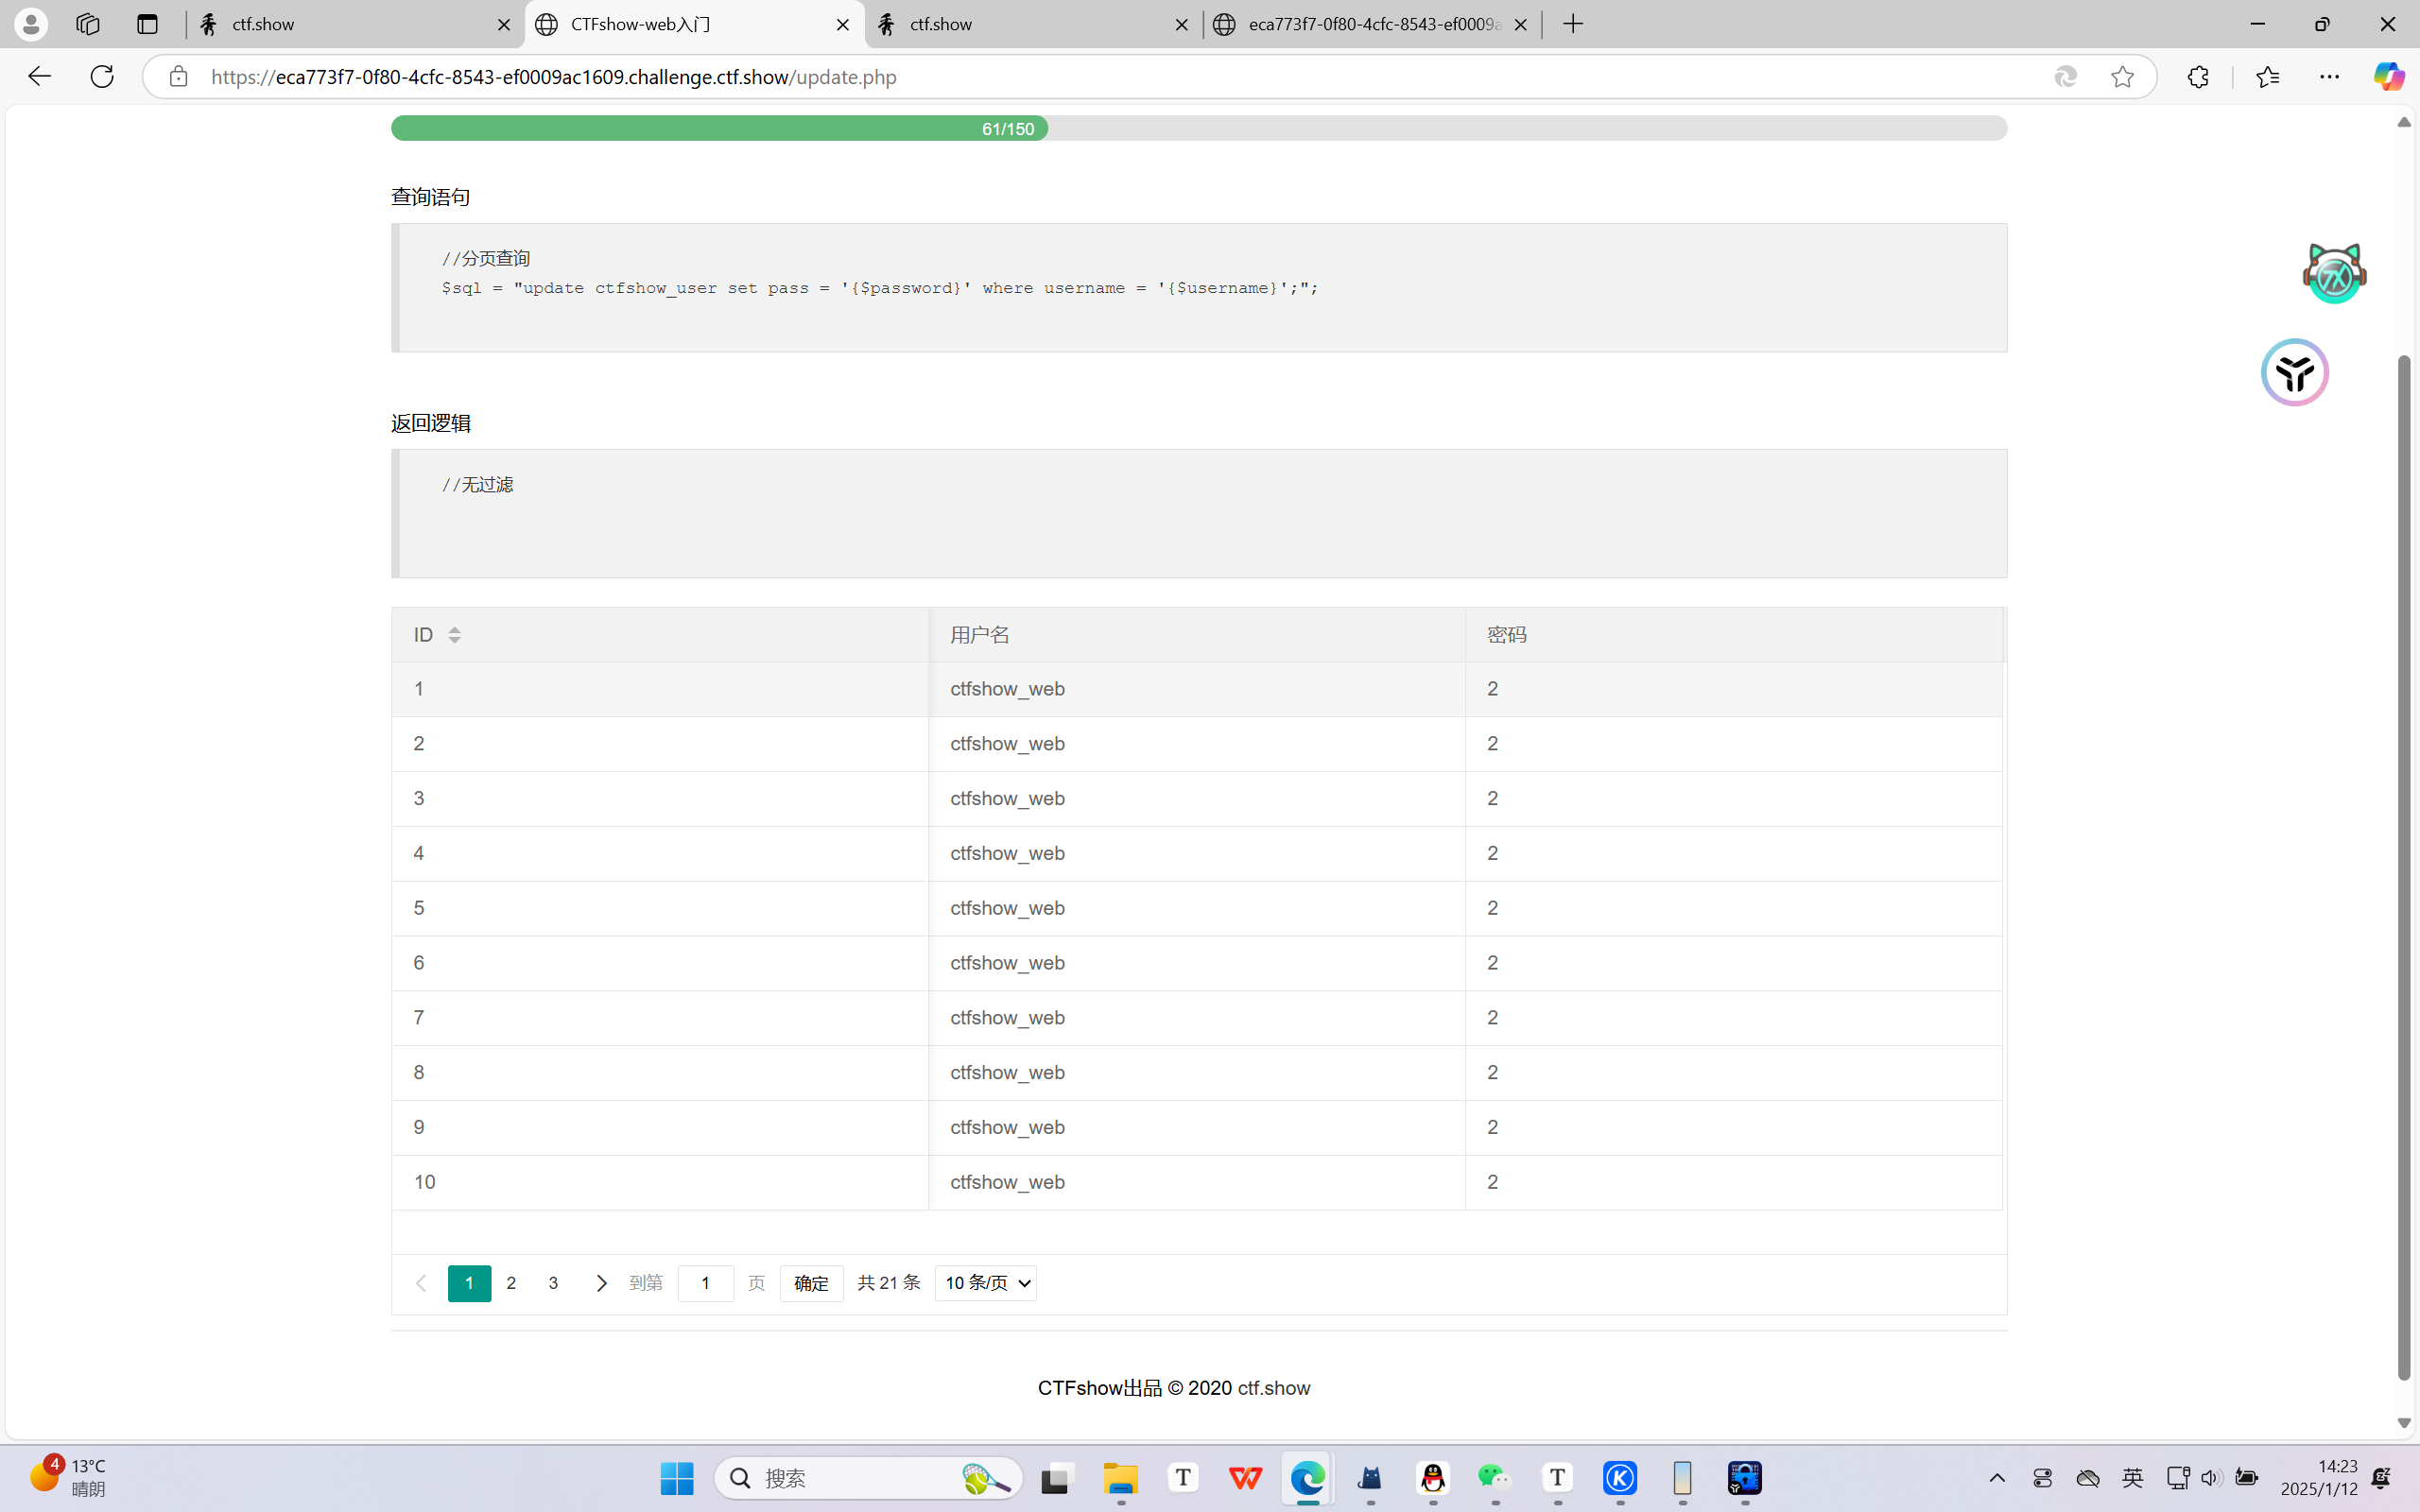 ctf.show
CTFshow-web入门
ctf.show
eca773f7-0f80-4cfc-8543-ef0009a
https://eca773f7-0f80-4cfc-8543-ef0009ac1609.challenge.ctf.show/update.php
61/150
查询语句
//分页查询
$sql = "update ctfshow_user set pass = '{$password}' where username = '{$username}';";
返回逻辑
//无过滤
ID 用户名 密码
1 ctfshow_web 2
2 ctfshow_web 2
3 ctfshow_web 2
4 ctfshow_web 2
5 ctfshow_web 2
6 ctfshow_web 2
7 ctfshow_web 2
8 ctfshow_web 2
9 ctfshow_web 2
10 ctfshow_web 2
1 2 3 到第 1 页 确定 共 21 条 10 条/页
CTFshow出品 © 2020 ctf.show
4 13°C
晴朗
搜索
英
14:23
2025/1/12